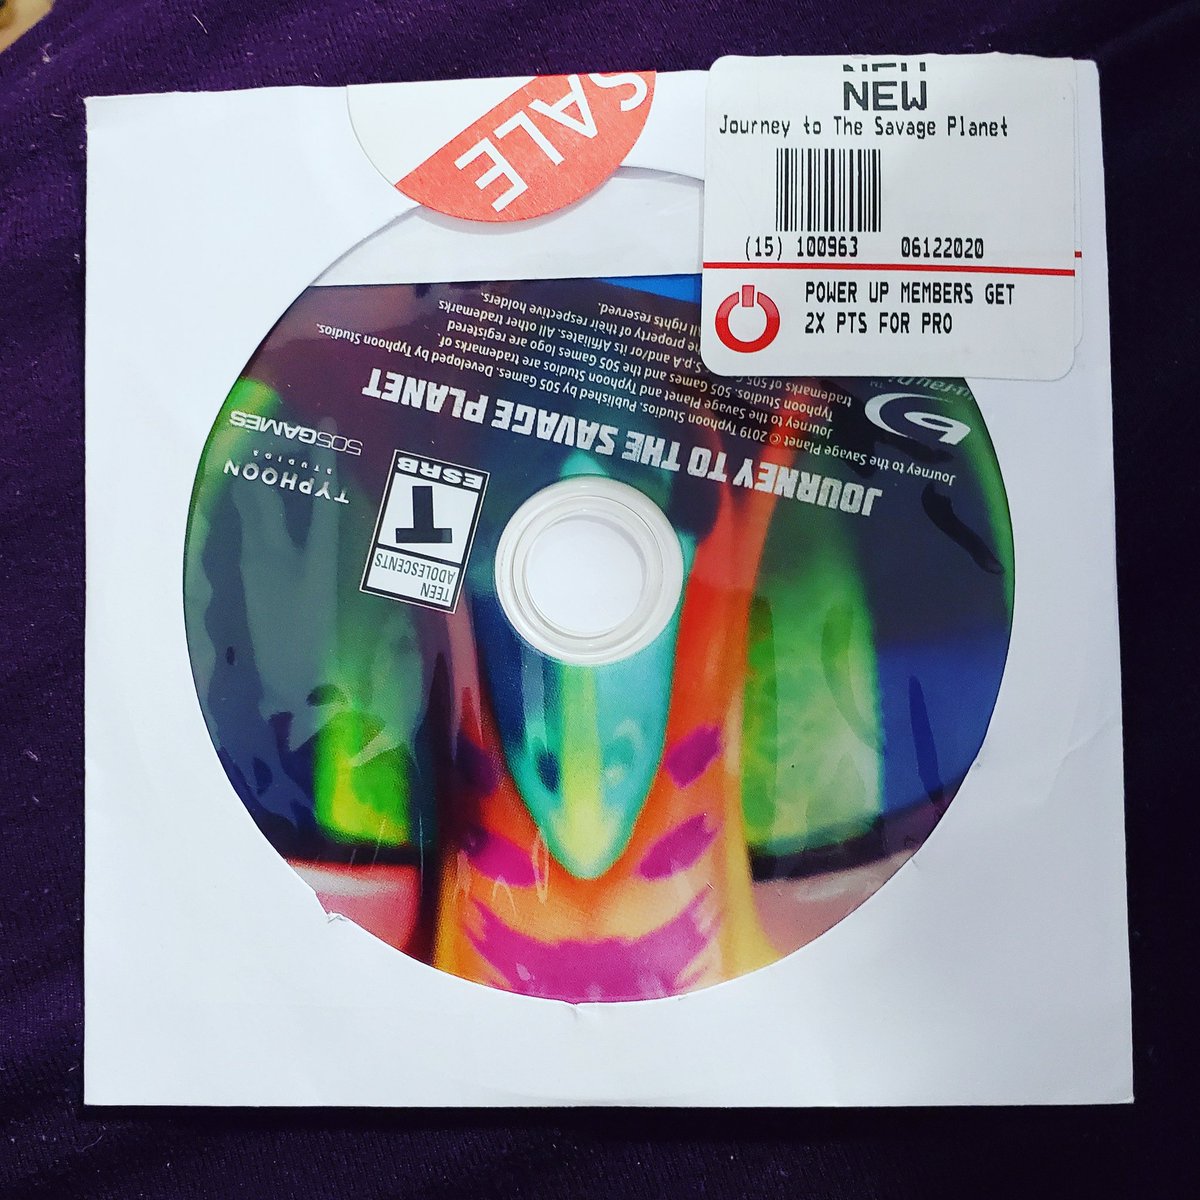 SALE
NEW
NEW
Journey to The Savage Planet
(15) 100963 06122020
POWER UP MEMBERS GET
2X PTS FOR PRO
JOURNEY TO THE SAVAGE PLANET
Journey to the Savage Planet © 2019 Typhoon Studios. Published by 505 Games. Developed by Typhoon Studios.
Journey to the Savage Planet and Typhoon Studios are trademarks of
Typhoon Studios. 505 Games and the 505 Games logo are registered
trademarks of 505 S.p.A. and/or its Affiliates. All other trademarks
the property of their respective holders.
All rights reserved.
505GAMES
TYPHOON
STUDIOS
TEEN
ADOLESCENTS
T
ESRB